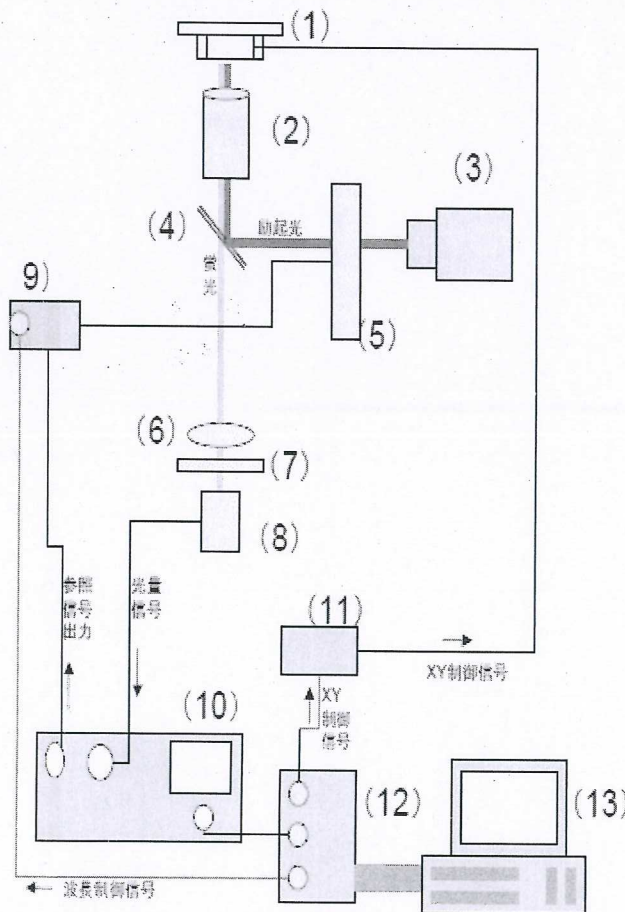 (1)
(2)
(3)
(4)
励起光
蛍
光
9)
(5)
(6)
(7)
(8)
参照
信号
出力
光量
信号
(11)
XY制御信号
(10)
XY
制御
信号
(12)
(13)
波長制御信号